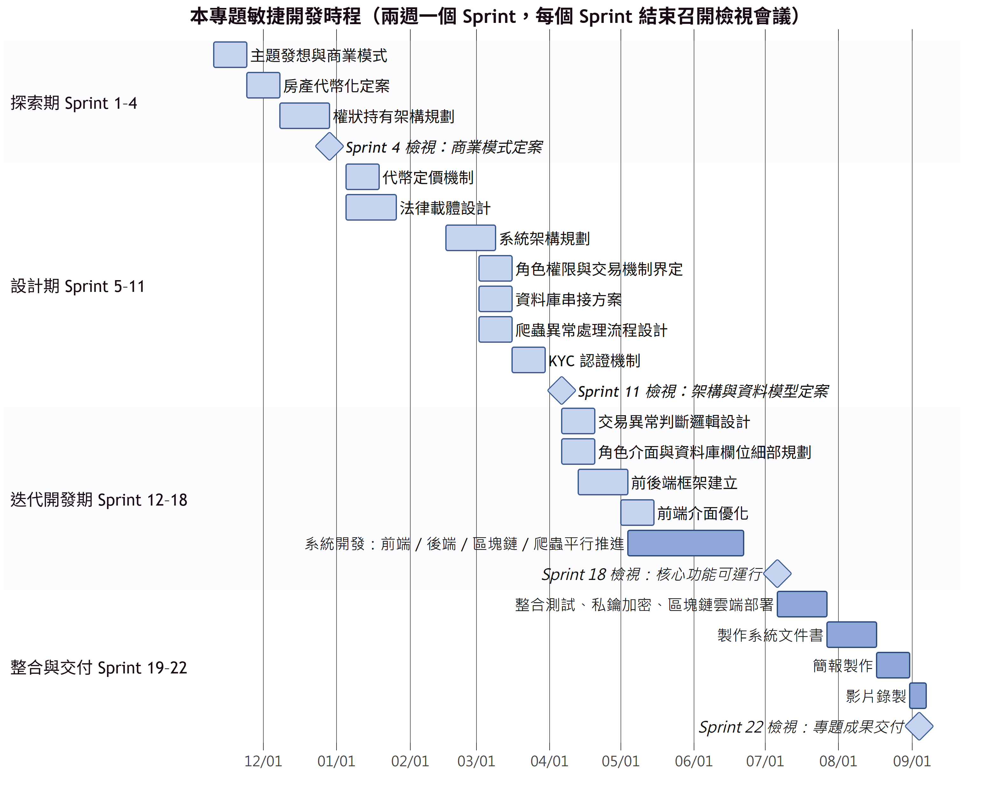 本專題敏捷開發時程（兩週一個 Sprint，每個 Sprint 結束召開檢視會議）
探索期 Sprint 1-4
主題發想與商業模式
房產代幣化定案
權狀持有架構規劃
Sprint 4 檢視：商業模式定案
設計期 Sprint 5-11
代幣定價機制
法律載體設計
系統架構規劃
角色權限與交易機制界定
資料庫串接方案
爬蟲異常處理流程設計
KYC 認證機制
Sprint 11 檢視：架構與資料模型定案
迭代開發期 Sprint 12-18
交易異常判斷邏輯設計
角色介面與資料庫欄位細部規劃
前後端框架建立
前端介面優化
系統開發：前端 / 後端 / 區塊鏈 / 爬蟲平行推進
Sprint 18 檢視：核心功能可運行
整合與交付 Sprint 19-22
整合測試、私鑰加密、區塊鏈雲端部署
製作系統文件書
簡報製作
影片錄製
Sprint 22 檢視：專題成果交付
12/01 01/01 02/01 03/01 04/01 05/01 06/01 07/01 08/01 09/01